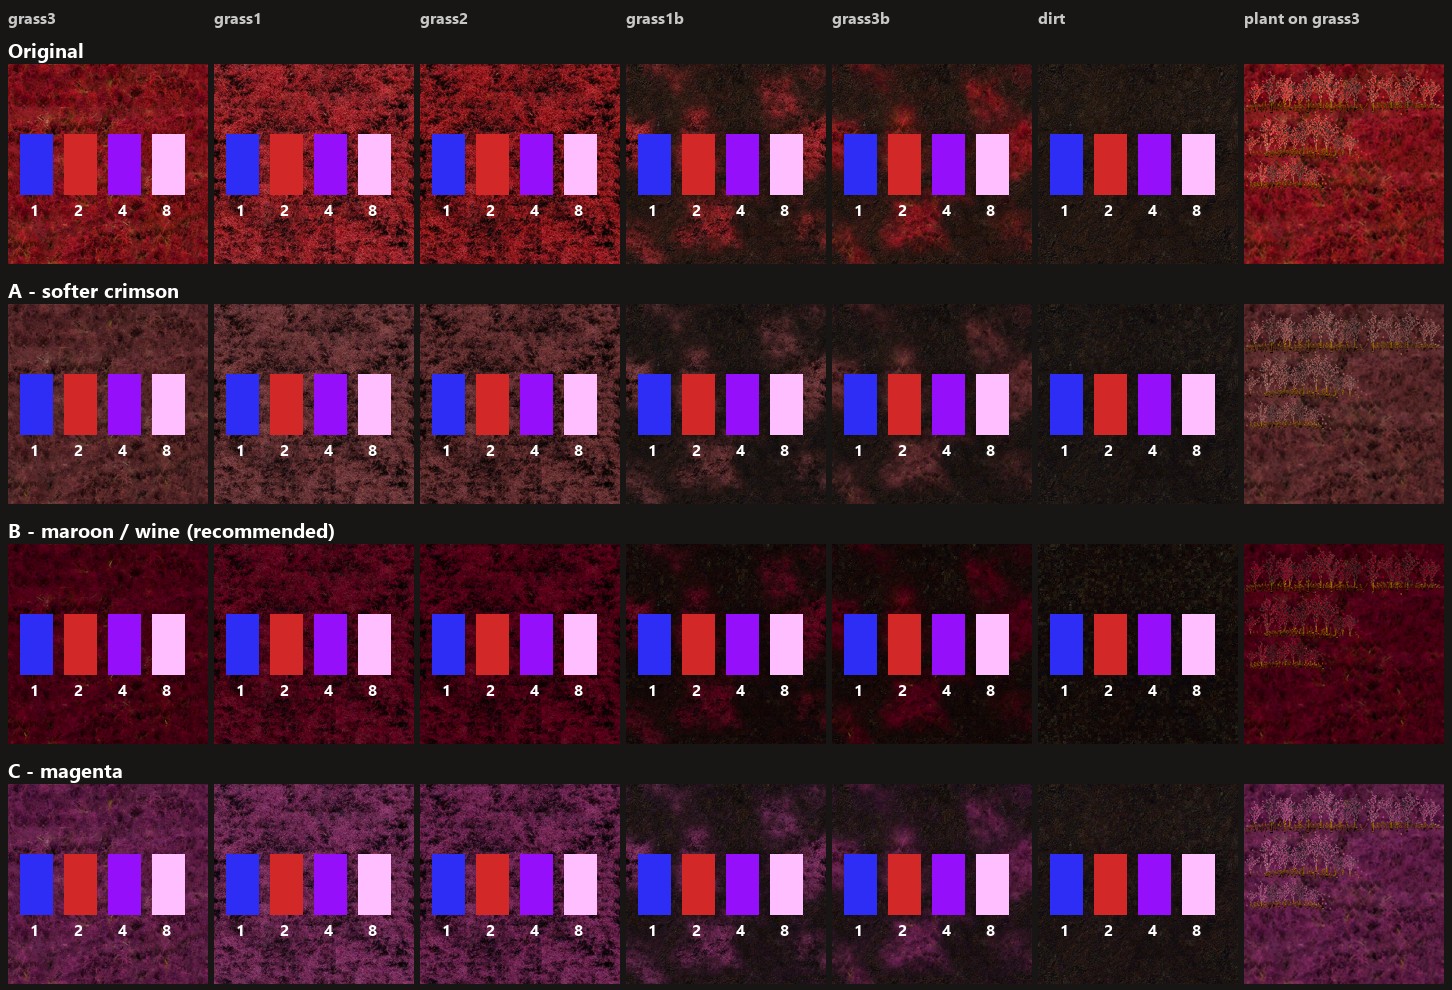 grass3 grass1 grass2 grass1b grass3b dirt plant on grass3
Original
1 2 4 8 1 2 4 8 1 2 4 8 1 2 4 8 1 2 4 8 1 2 4 8
A - softer crimson
1 2 4 8 1 2 4 8 1 2 4 8 1 2 4 8 1 2 4 8 1 2 4 8
B - maroon / wine (recommended)
1 2 4 8 1 2 4 8 1 2 4 8 1 2 4 8 1 2 4 8 1 2 4 8
C - magenta
1 2 4 8 1 2 4 8 1 2 4 8 1 2 4 8 1 2 4 8 1 2 4 8